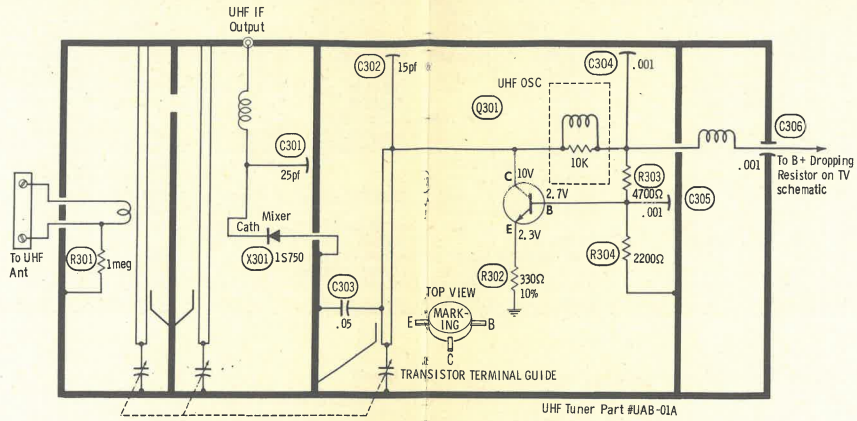 UHF IF
Output
C302
15pf
C304
.001
UHF OSC
Q301
10K
C306
.001
To B+ Dropping
Resistor on TV
schematic
C301
25pf
C
10V
2.7V
B
E
2.3V
R303
4700Ω
.001
C305
Mixer
Cath
X301
1S750
To UHF
Ant
R301
1meg
R304
2200Ω
C303
.05
R302
330Ω
10%
TOP VIEW
MARK-
ING
E
B
C
TRANSISTOR TERMINAL GUIDE
UHF Tuner Part #UAB-01A